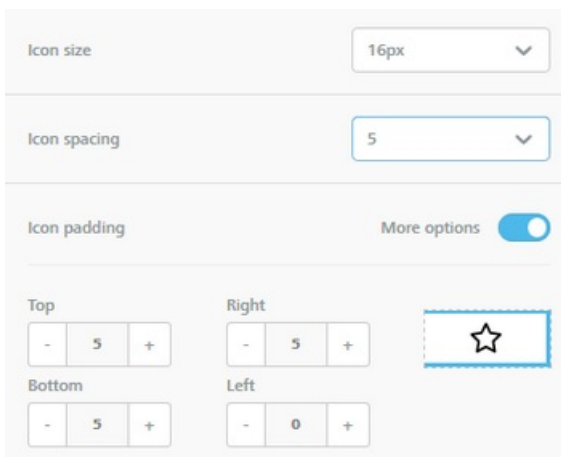 Icon size 16px
Icon spacing 5
Icon padding More options
Top Right
- 5 + - 5 +
Bottom Left
- 5 + - 0 +